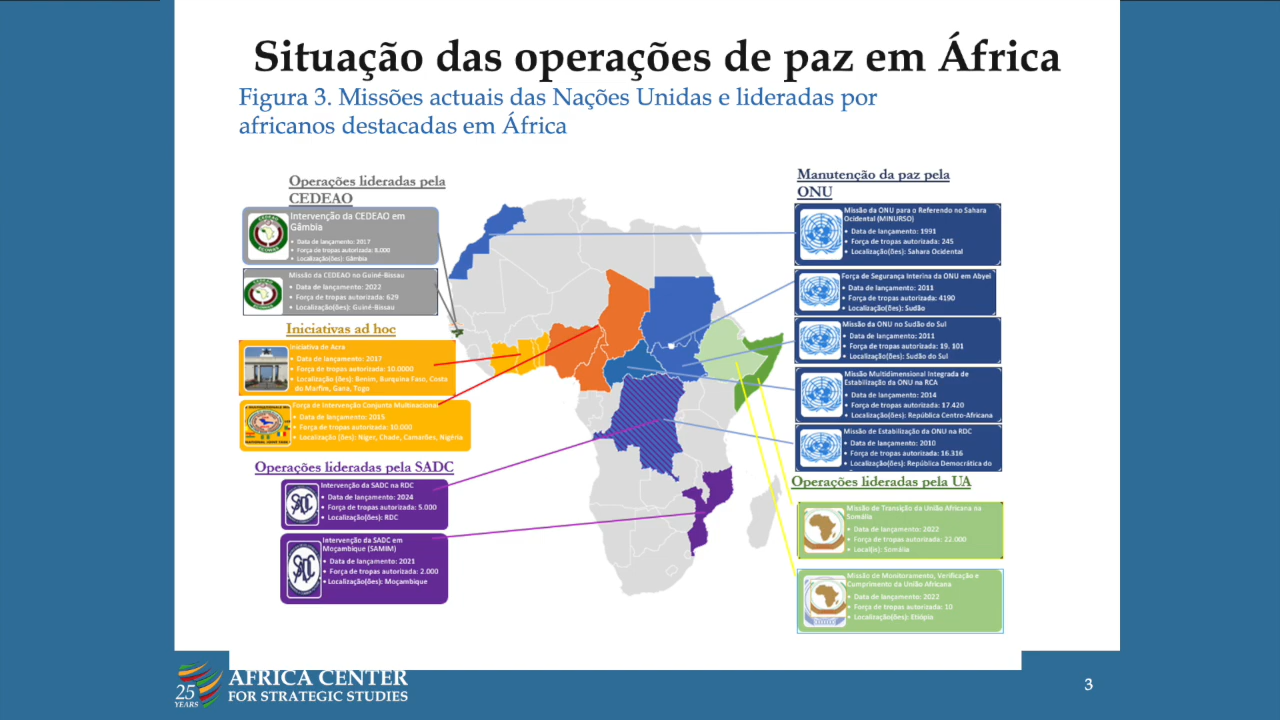 Situação das operações de paz em África
Figura 3. Missões actuais das Nações Unidas e lideradas por
africanos destacadas em África
Operações lideradas pela
CEDEAO
Intervenção da CEDEAO em
Gâmbia
• Data de lançamento: 2017
• Força de tropas autorizada: 8.000
• Localização(ões): Gâmbia
Missão da CEDEAO no Guiné-Bissau
• Data de lançamento: 2022
• Força de tropas autorizada: 629
• Localização(ões): Guiné-Bissau
Iniciativas ad hoc
Iniciativa de Acra
• Data de lançamento: 2017
• Força de tropas autorizada: 10.0000
• Localização (ões): Benim, Burquina Faso, Costa
do Marfim, Gana, Togo
Força de Intervenção Conjunta Multinacional
• Data de lançamento: 2015
• Força de tropas autorizada: 10.000
• Localização (ões): Níger, Chade, Camarões, Nigéria
Operações lideradas pela SADC
Intervenção da SADC na RDC
• Data de lançamento: 2024
• Força de tropas autorizada: 5.000
• Localização(ões): RDC
Intervenção da SADC em
Moçambique (SAMIM)
• Data de lançamento: 2021
• Força de tropas autorizada: 2.000
• Localização(ões): Moçambique
Manutenção da paz pela
ONU
Missão da ONU para o Referendo no Sahara
Ocidental (MINURSO)
• Data de lançamento: 1991
• Força de tropas autorizada: 245
• Localização(ões): Sahara Ocidental
Força de Segurança Interina da ONU em Abyei
• Data de lançamento: 2011
• Força de tropas autorizada: 4190
• Localização(ões): Sudão
Missão da ONU no Sudão do Sul
• Data de lançamento: 2011
• Força de tropas autorizada: 19. 101
• Localização(ões): Sudão do Sul
Missão Multidimensional Integrada de
Estabilização da ONU na RCA
• Data de lançamento: 2014
• Força de tropas autorizada: 17.420
• Localização(ões): República Centro-Africana
Missão de Estabilização da ONU na RDC
• Data de lançamento: 2010
• Força de tropas autorizada: 16.316
• Localização(ões): República Democrática do
Operações lideradas pela UA
Missão de Transição da União Africana na
Somália
• Data de lançamento: 2022
• Força de tropas autorizada: 22.000
• Somália
Missão de Monitoramento, Verificação e
Cumprimento da União Africana
• Data de lançamento: 2022
• Força de tropas autorizada: 10
• Localização(ões): Etiópia
25
YEARS
AFRICA CENTER
FOR STRATEGIC STUDIES
3